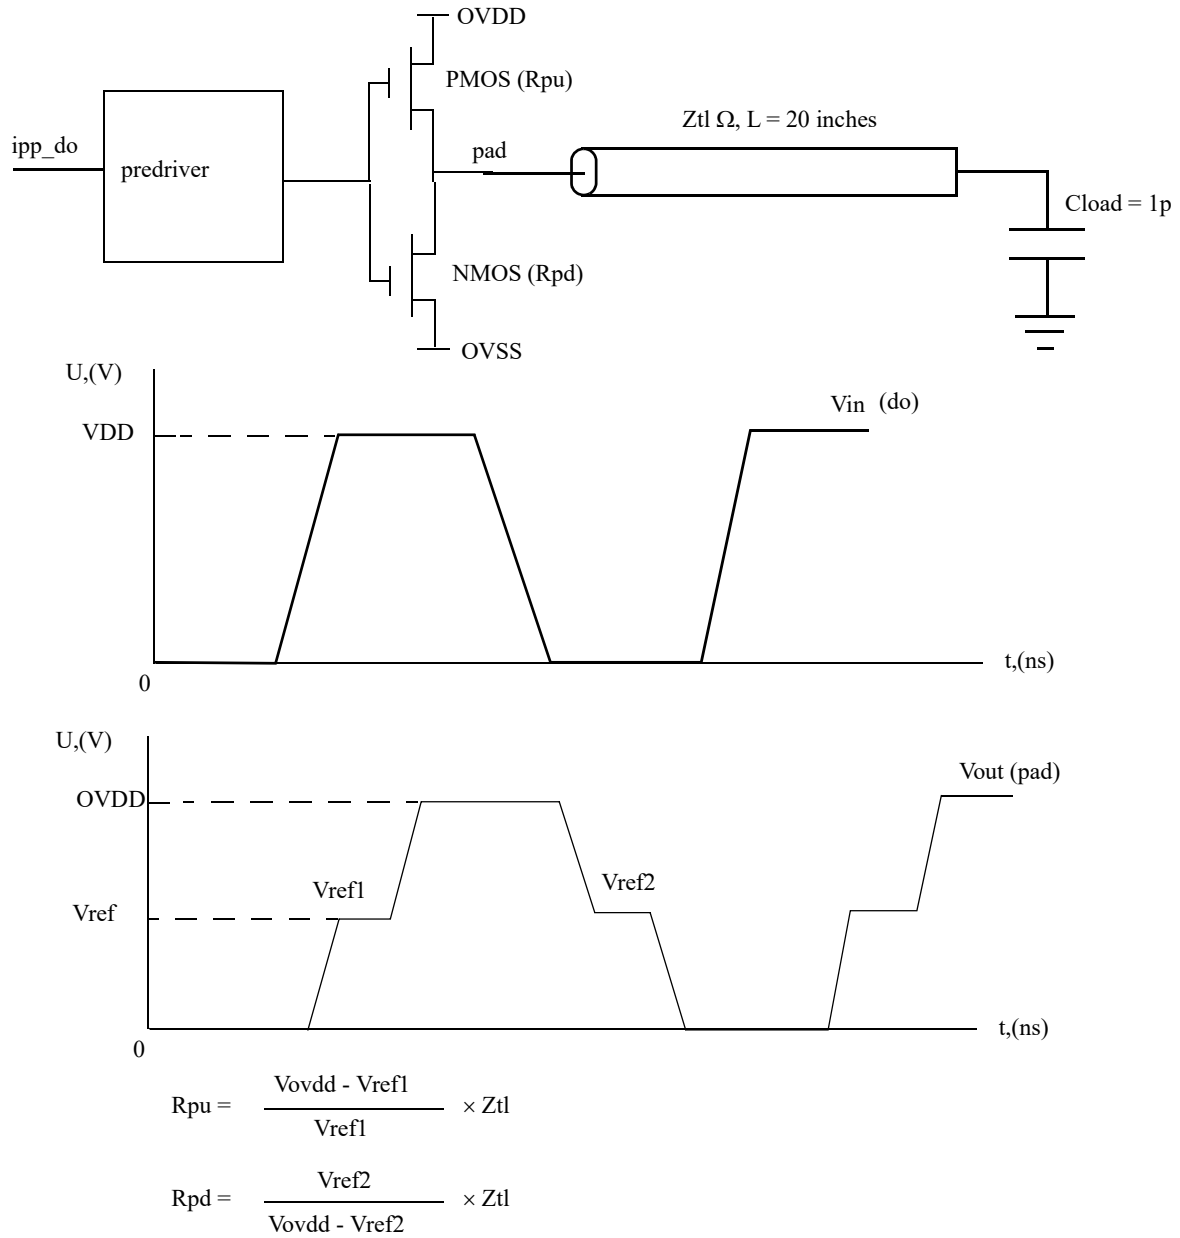 OVDD
PMOS (Rpu)
Ztl Ω, L = 20 inches
ipp_do
pad
predriver
Cload = 1p
NMOS (Rpd)
OVSS
U,(V)
Vin (do)
VDD
t,(ns)
0
U,(V)
Vout (pad)
OVDD
Vref1
Vref2
Vref
t,(ns)
0
Vovdd - Vref1
Rpu = × Ztl
Vref1
Vref2
Rpd = × Ztl
Vovdd - Vref2